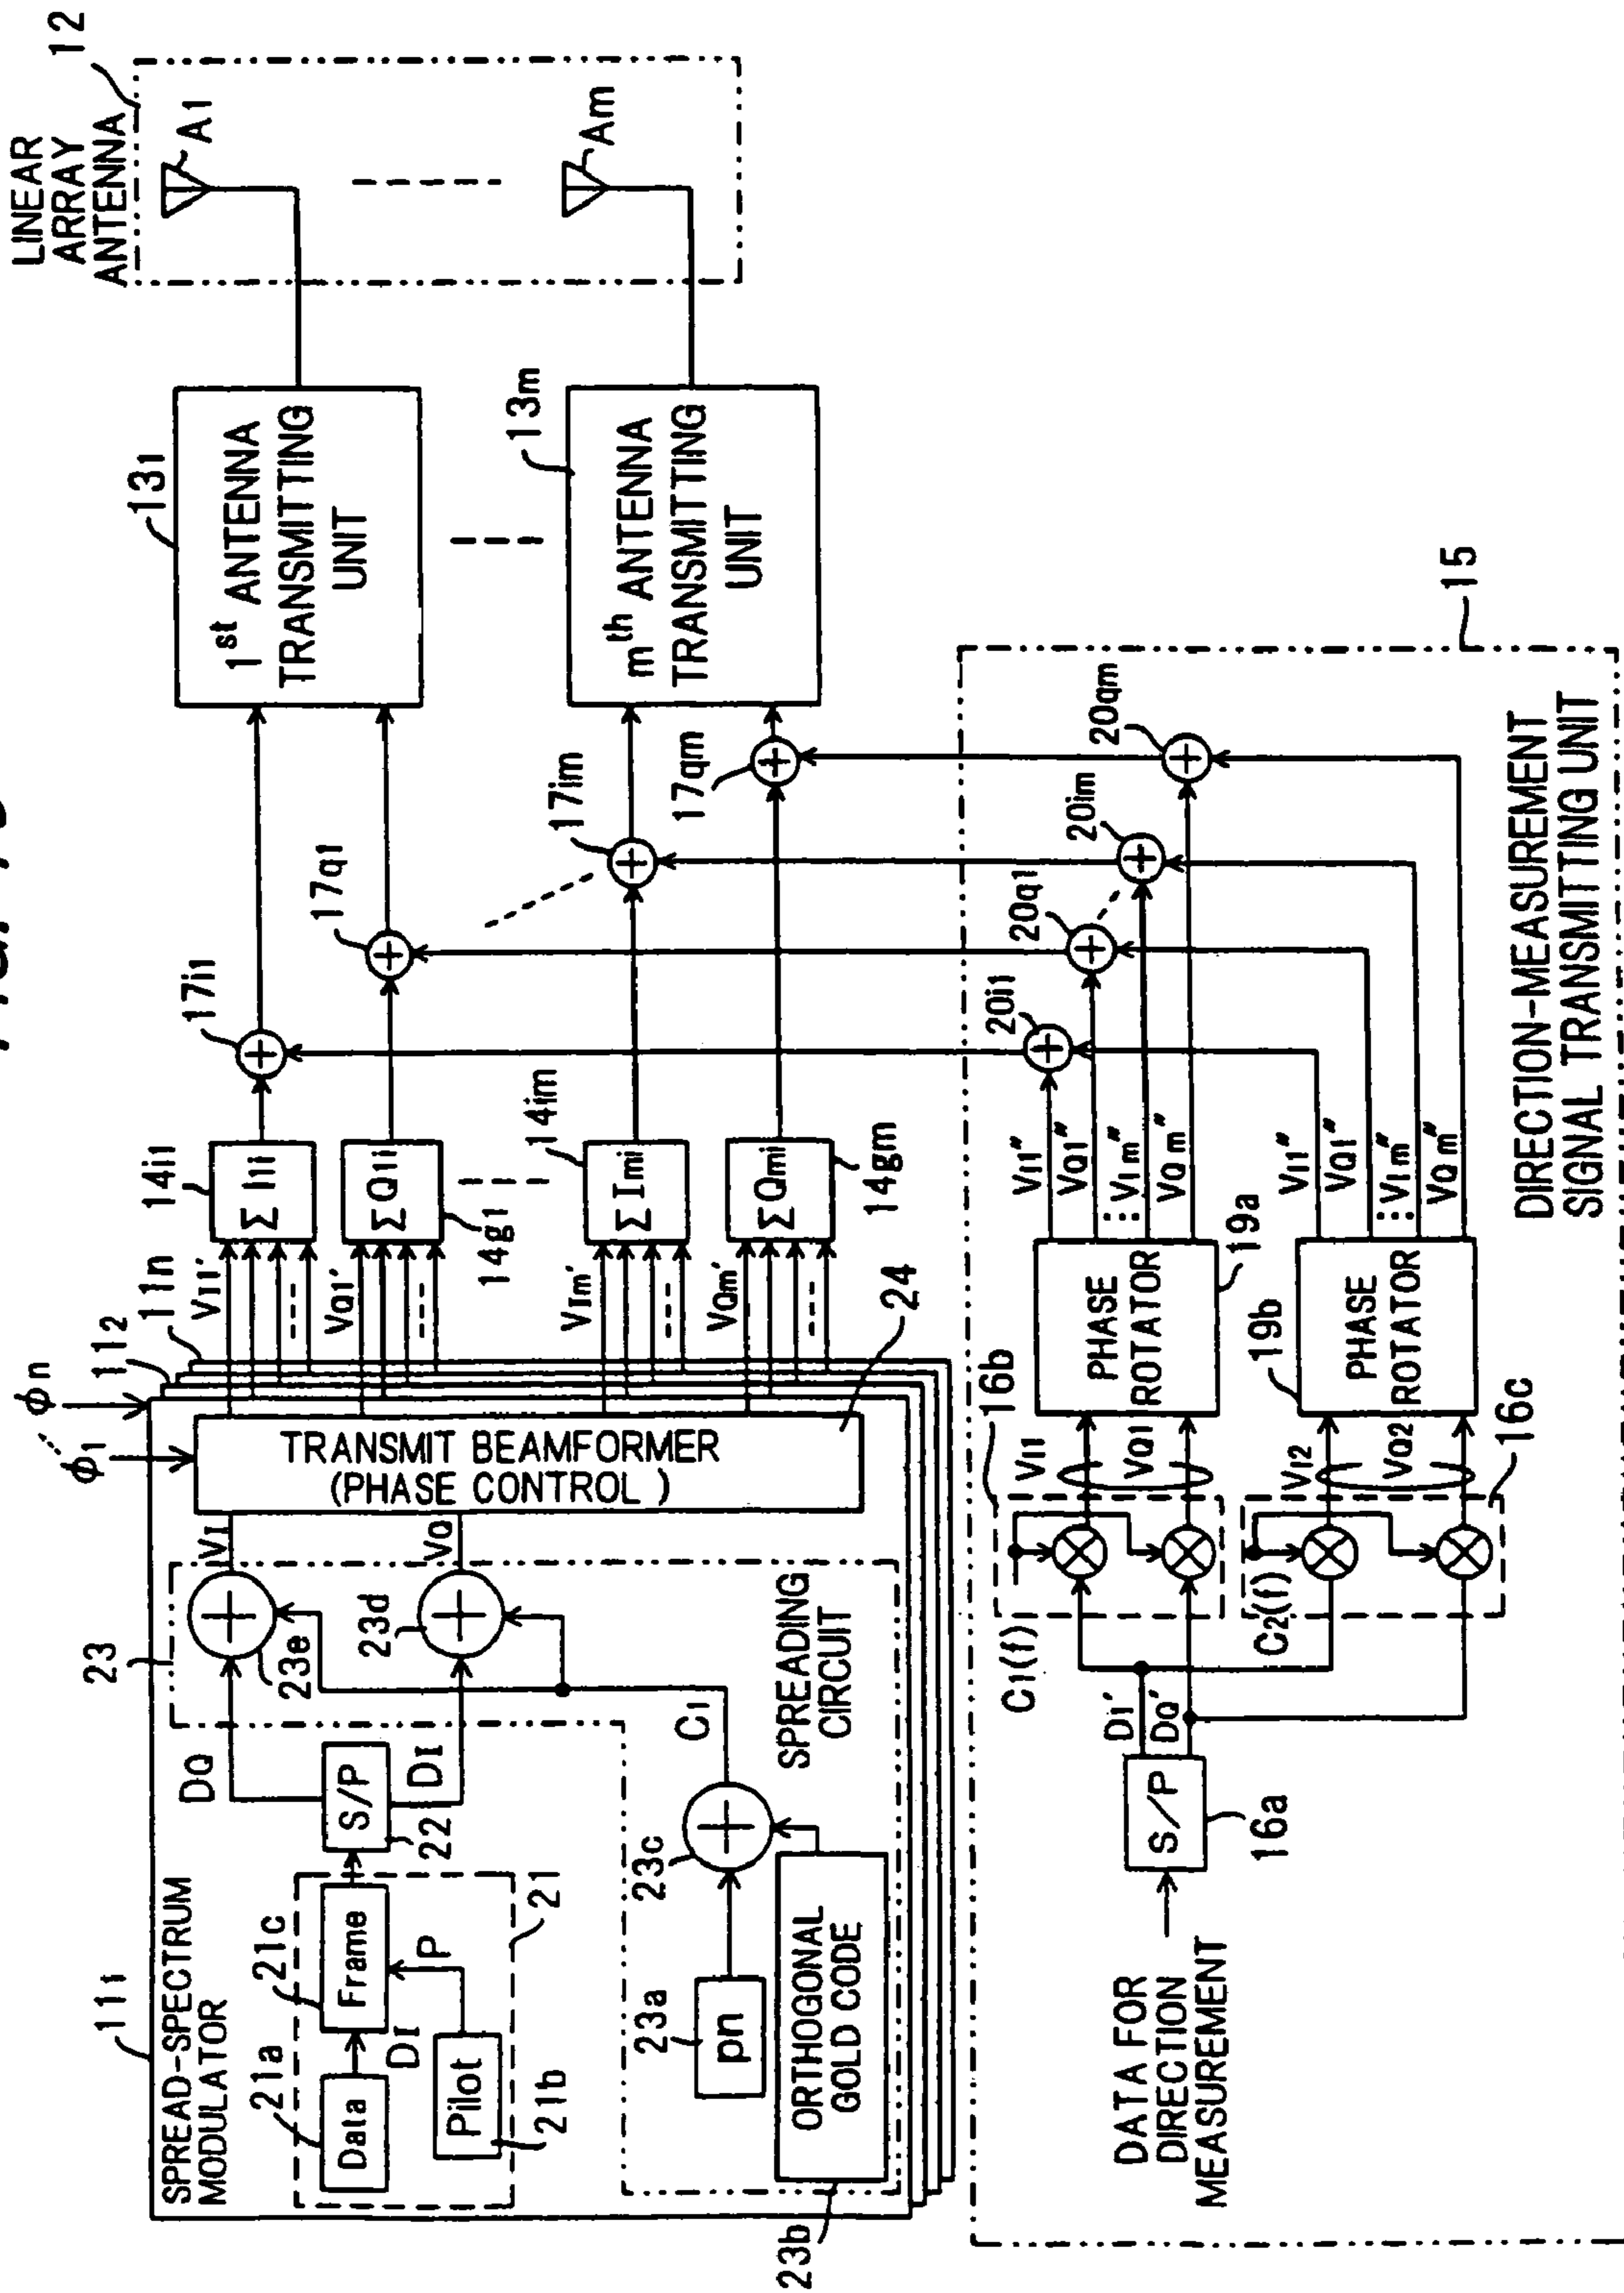 LINEAR
ARRAY
ANTENNA
12
A1
Am
131
1st ANTENNA
TRANSMITTING
UNIT
13m
mth ANTENNA
TRANSMITTING
UNIT
17i1
17q1
17im
17qm
14i1
Σ I1i
Σ Q1i
14g1
14im
Σ Imi
Σ Qmi
14gm
VI1'
VQ1'
VIm'
VQm'
φn
φ1
112
11n
24
TRANSMIT BEAMFORMER
(PHASE CONTROL)
VI
VQ
111
SPREAD-SPECTRUM
MODULATOR
21a
Data
DI
21c
Frame
P
Pilot
21b
21
S/P
22
DQ
DI
23
23e
23d
C1
SPREADING
CIRCUIT
23c
23a
pn
ORTHOGONAL
GOLD CODE
23b
15
DIRECTION-MEASUREMENT
SIGNAL TRANSMITTING UNIT
20i1
20q1
20im
20qm
VI1"
VQ1"
VIm"
VQm"
VI1"
VQ1"
VIm"
VQm"
PHASE
ROTATOR
19a
PHASE
ROTATOR
19b
16b
VI1
VQ1
16c
VI2
VQ2
C1(f)
C2(f)
Di'
DQ'
S/P
16a
DATA FOR
DIRECTION
MEASUREMENT